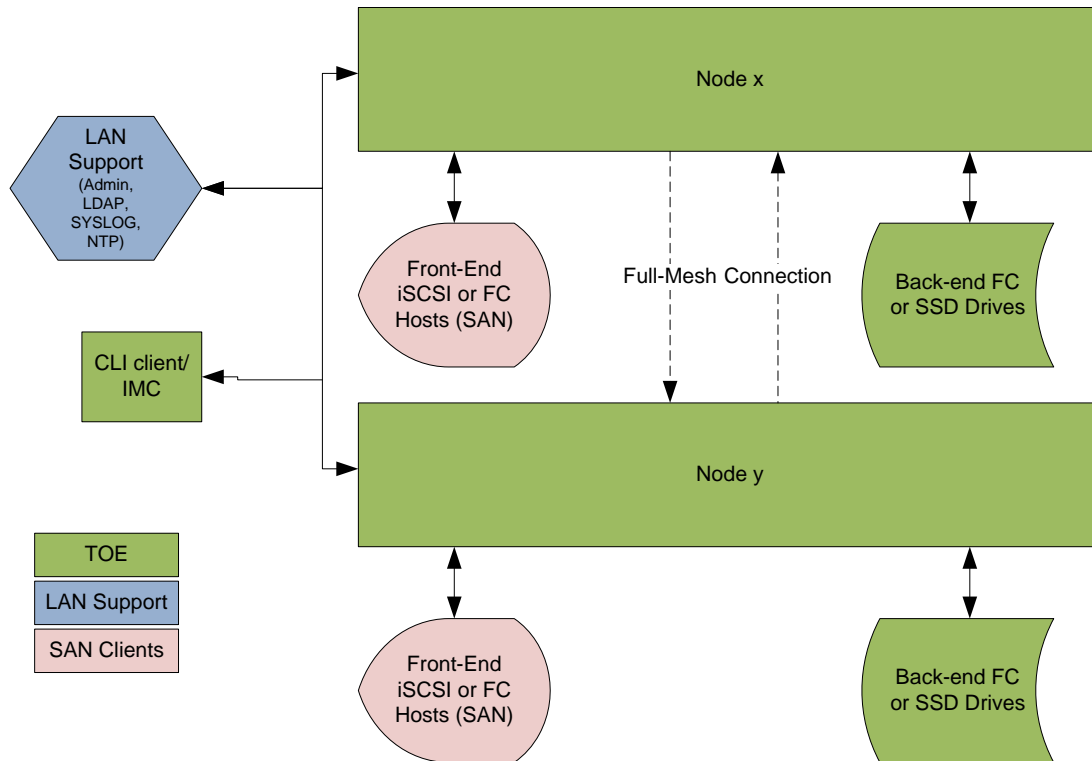 Node x
LAN
Support
(Admin,
LDAP,
SYSLOG,
NTP)
Front-End
iSCSI or FC
Hosts (SAN)
Full-Mesh Connection
Back-end FC
or SSD Drives
CLI client/
IMC
Node y
TOE
LAN Support
SAN Clients
Front-End
iSCSI or FC
Hosts (SAN)
Back-end FC
or SSD Drives